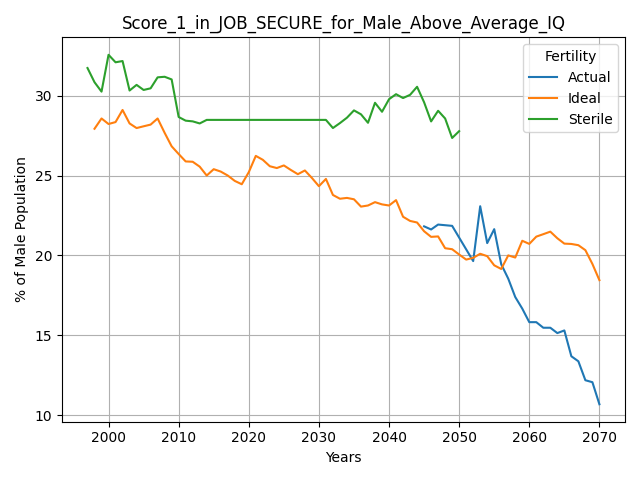 Score_1_in_JOB_SECURE_for_Male_Above_Average_IQ
Fertility
Actual
Ideal
Sterile
% of Male Population
30
25
20
15
10
2000 2010 2020 2030 2040 2050 2060 2070
Years